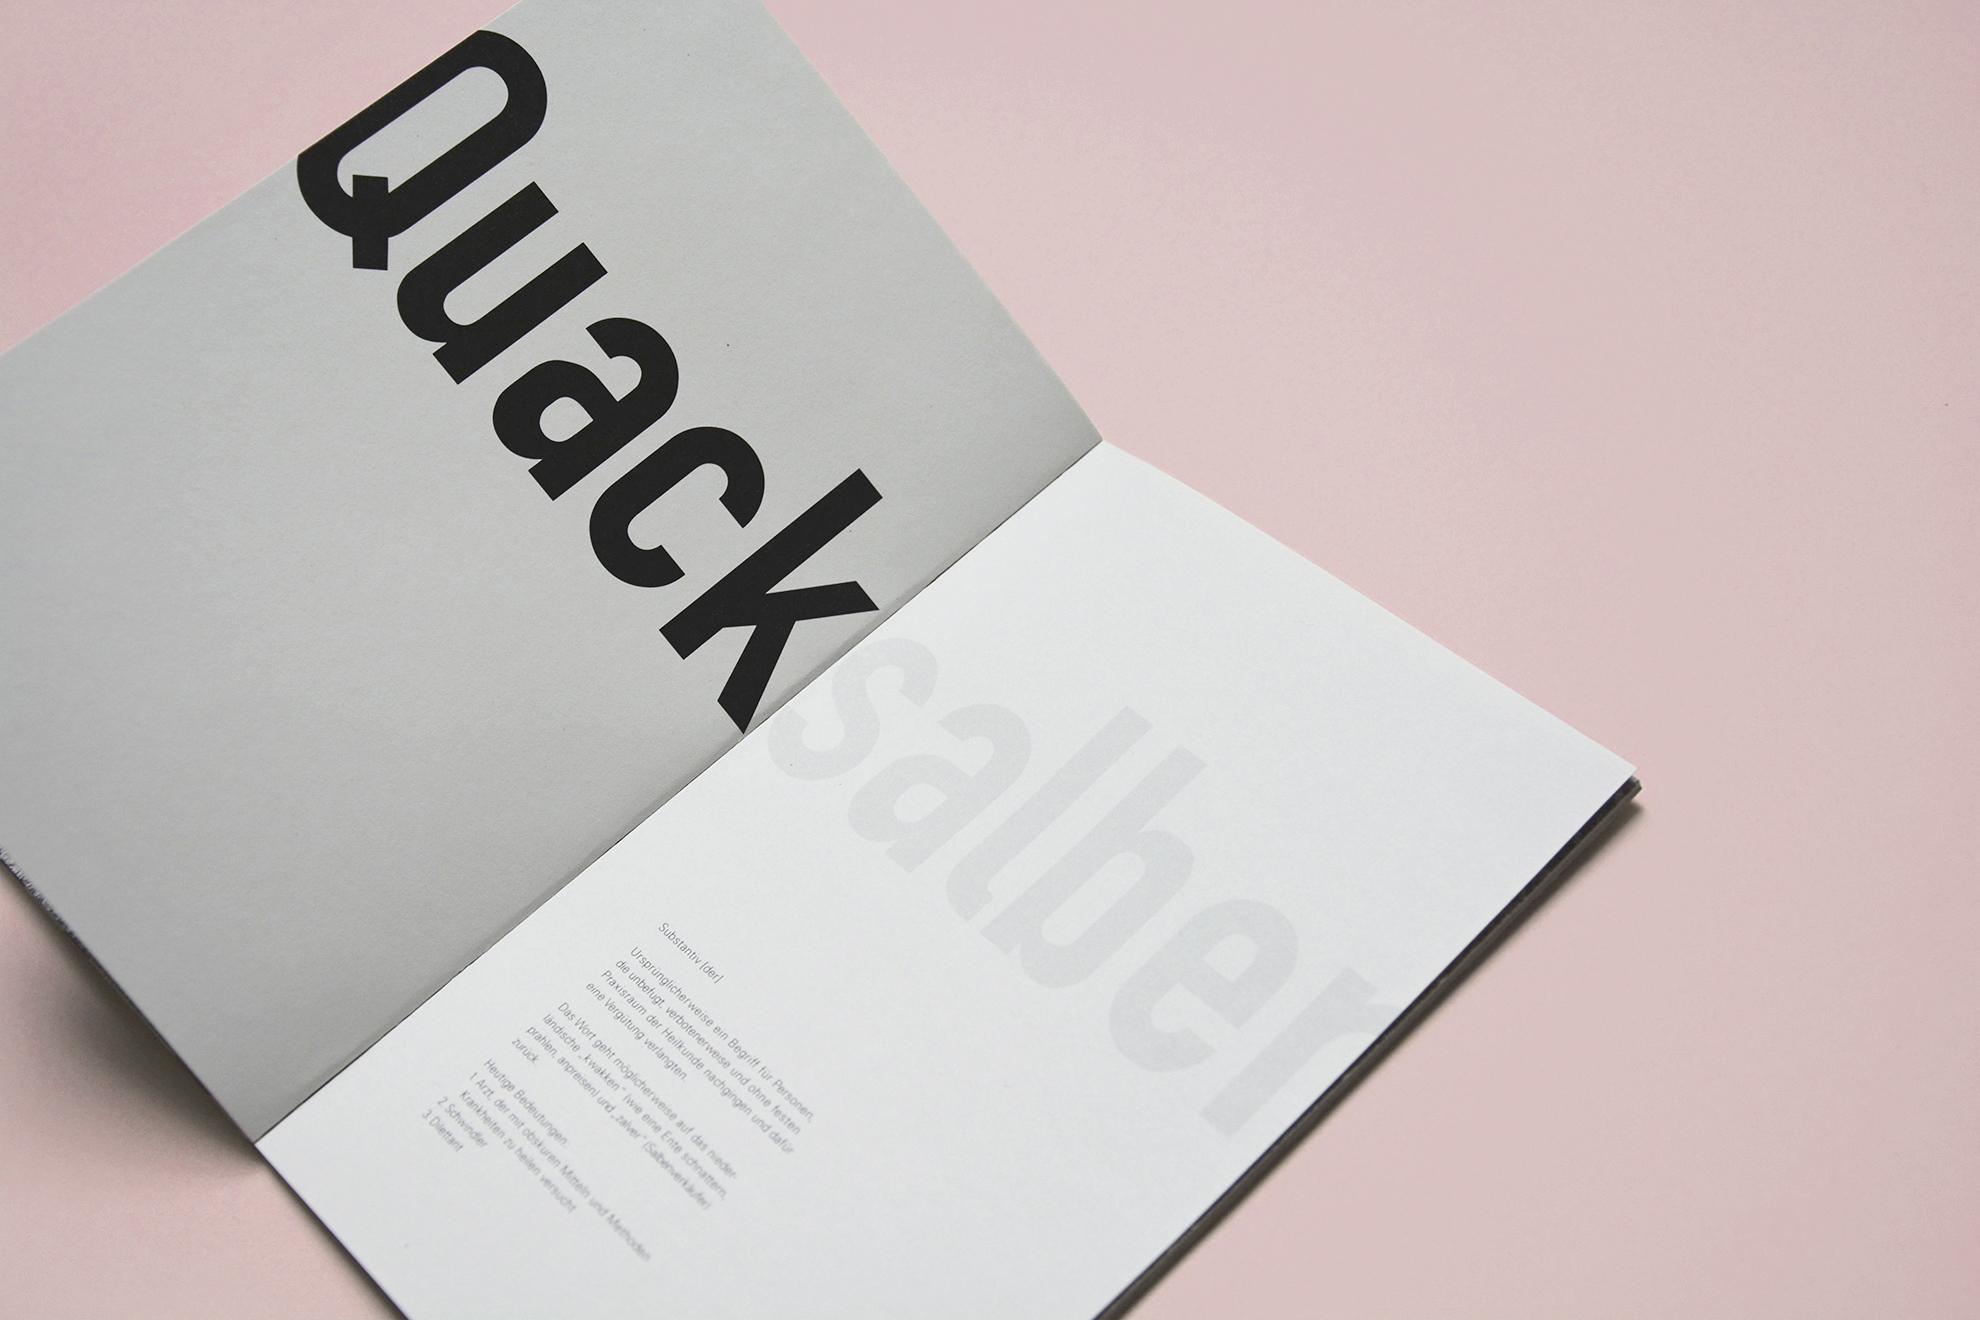 Quack
salber
Substantiv [der]
Ursprünglicherweise ein Begriff für Personen,
die unbefugt, verbotenerweise und ohne festen
Praxisraum der Heilkunde nachgingen und dafür
eine Vergütung verlangten.
Das Wort geht möglicherweise auf das nieder-
ländische „kwakken“ (wie eine Ente schnattern,
prahlen, anpreisen) und „zalver“ (Salbenverkäufer)
zurück.
Heutige Bedeutungen:
1. Arzt, der mit obskuren Mitteln und Methoden
Krankheiten zu heilen versucht
2. Schwindler
3. Dilettant